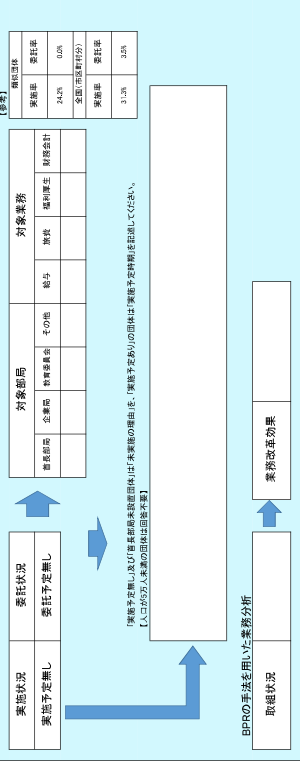 実施状況 委託状況
実施予定無し 委託予定無し
対象部局 対象業務
首長部局 企業局 教育委員会 その他 給与 旅費 福利厚生 財務会計
【参考】
類似団体
実施率 委託率
24.2% 0.0%
全国(市区町村分)
実施率 委託率
31.3% 3.5%
「実施予定無し」及び「首長部局未設置団体」は「未実施の理由」を、「実施予定あり」の団体は「実施予定時期」を記述してください。
【人口が5万人未満の団体は回答不要】
BPRの手法を用いた業務分析
取組状況
業務改革効果